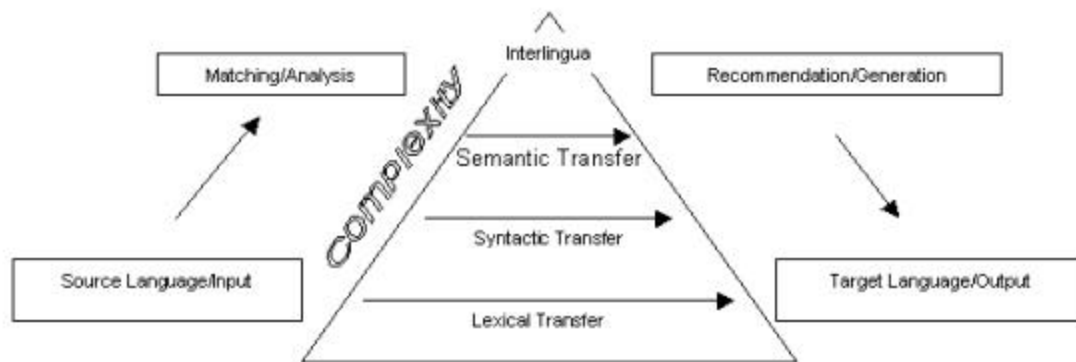 Interlingua
Matching/Analysis
Recommendation/Generation
Complexity
Semantic Transfer
Syntactic Transfer
Source Language/Input
Target Language/Output
Lexical Transfer